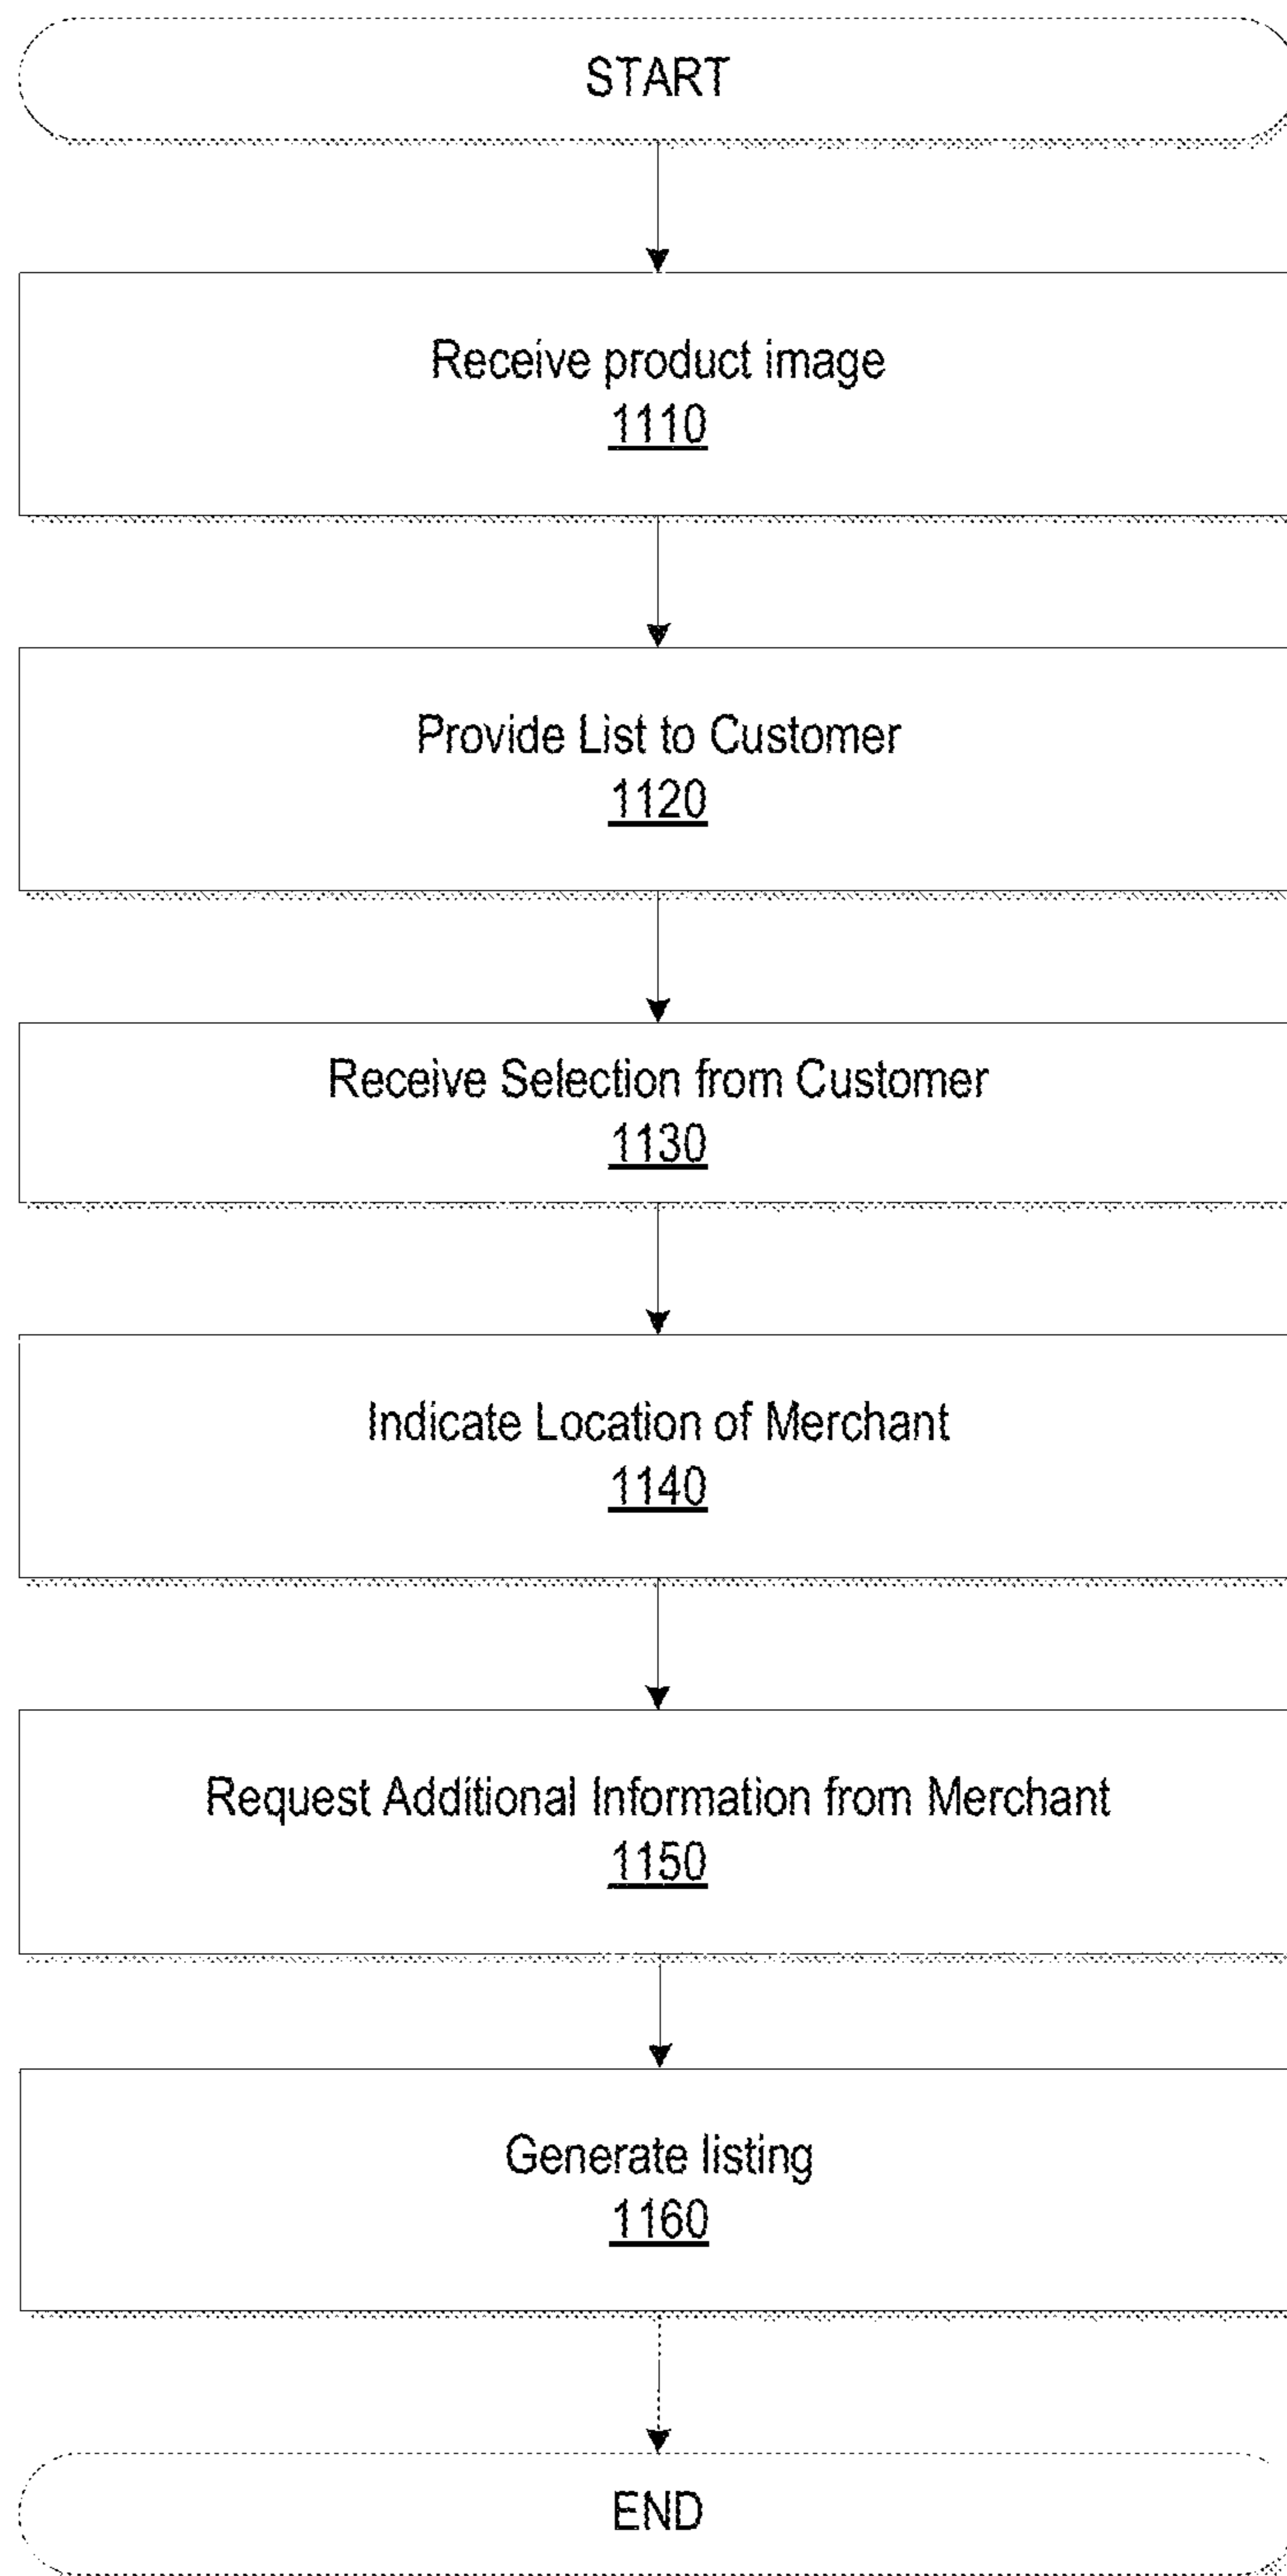 START
Receive product image
1110
Provide List to Customer
1120
Receive Selection from Customer
1130
Indicate Location of Merchant
1140
Request Additional Information from Merchant
1150
Generate listing
1160
END